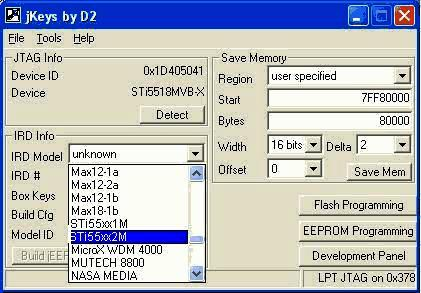 jKeys by D2
File Tools Help
JTAG Info
Device ID 0x1D405041
Device STi5518MVB-X
Detect
IRD Info
IRD Model unknown
IRD #
Box Keys
Build Cfg
Model ID
Max12-1a
Max12-2a
Max12-1b
Max18-1b
STi55xx1M
STi55xx2M
MicroX WDM 4000
MUTECH 8800
NASA MEDIA
Save Memory
Region user specified
Start 7FF80000
Bytes 80000
Width 16 bits Delta 2
Offset 0 Save Mem
Flash Programming
EEPROM Programming
Development Panel
LPT JTAG on 0x378